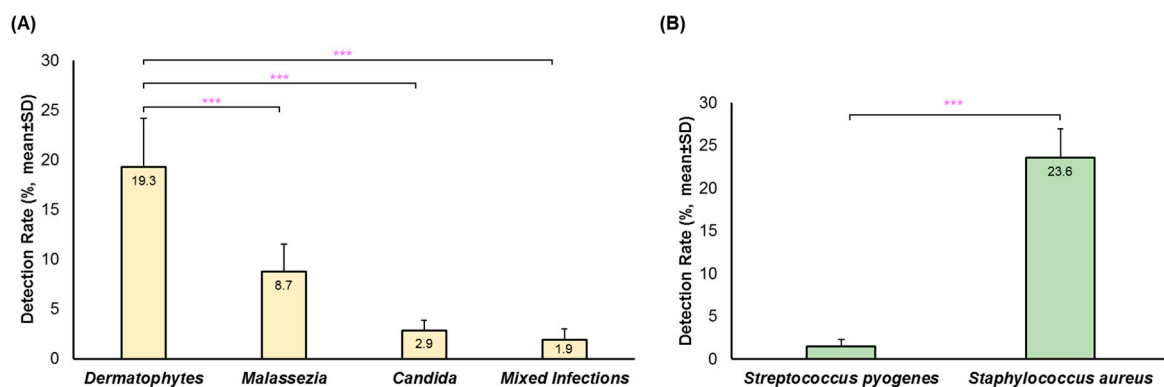 (A)
(B)
Detection Rate (%, mean±SD)
30
25
20
15
10
5
0
***
***
***
19.3
8.7
2.9
1.9
Dermatophytes
Malassezia
Candida
Mixed Infections
Detection Rate (%, mean±SD)
30
25
20
15
10
5
0
***
23.6
Streptococcus pyogenes
Staphylococcus aureus